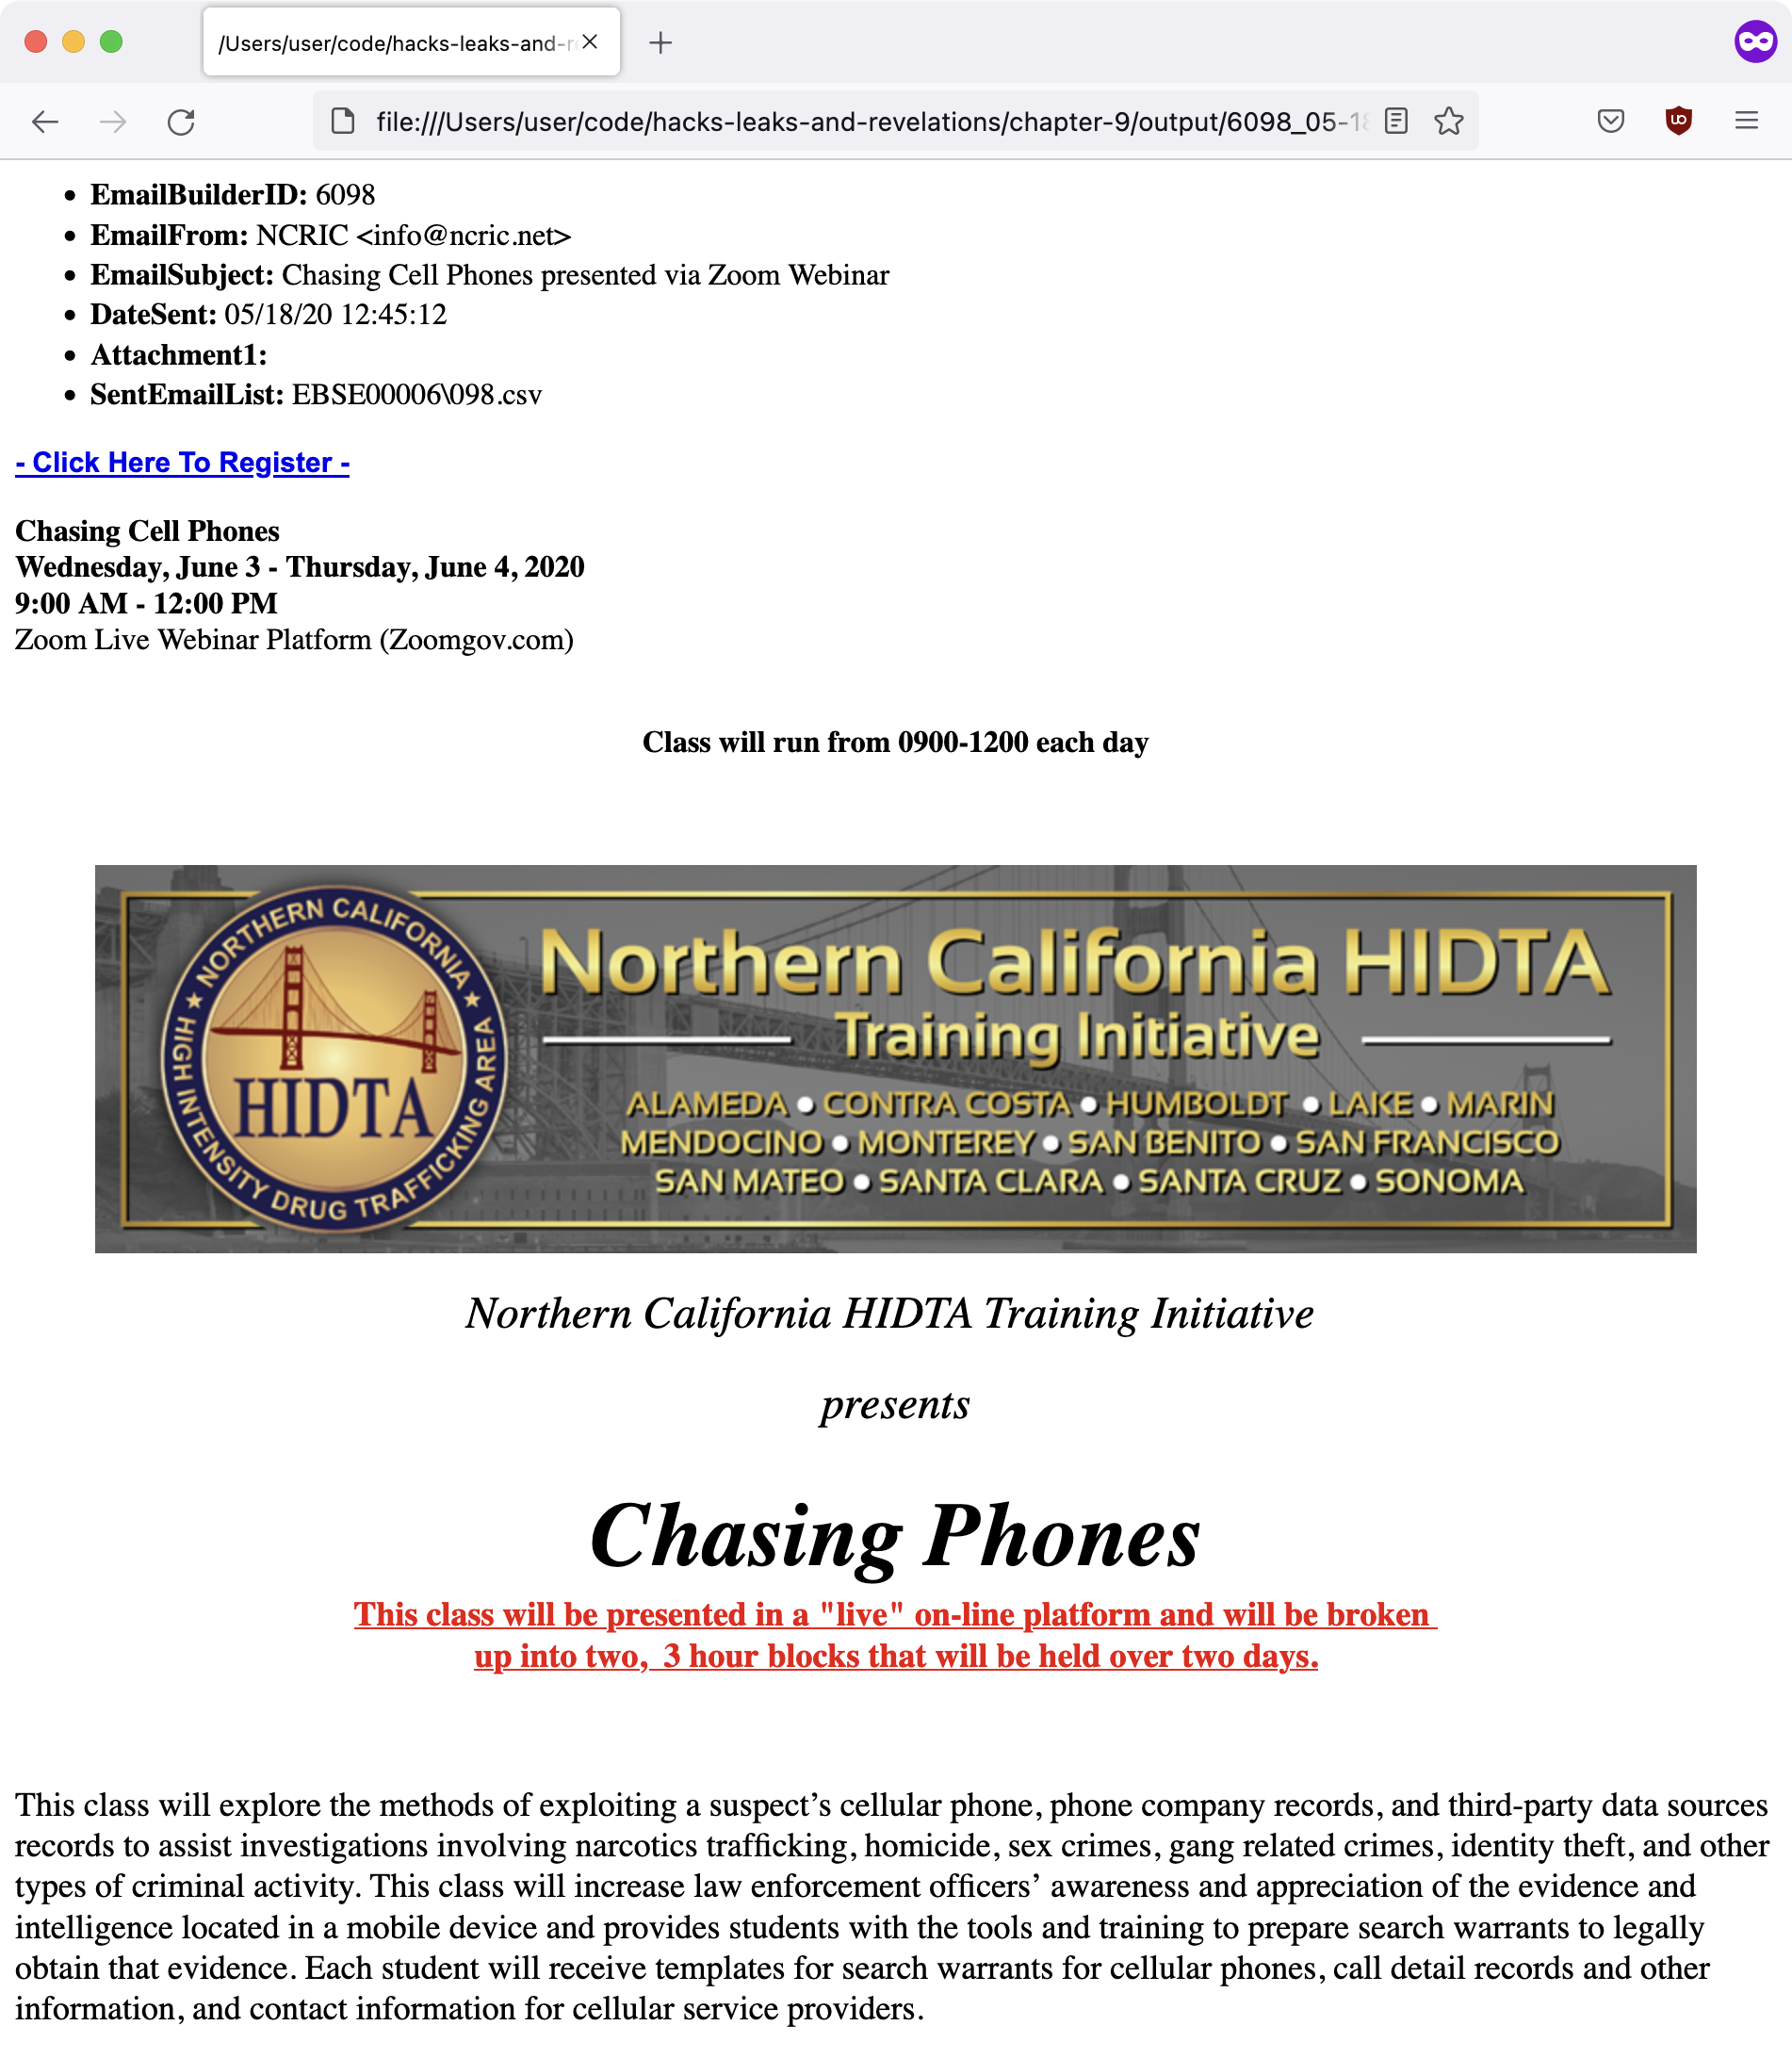 /Users/user/code/hacks-leaks-and-r
file:///Users/user/code/hacks-leaks-and-revelations/chapter-9/output/6098_05-18
EmailBuilderID: 6098
EmailFrom: NCRIC <info@ncric.net>
EmailSubject: Chasing Cell Phones presented via Zoom Webinar
DateSent: 05/18/20 12:45:12
Attachment1:
SentEmailList: EBSE00006\098.csv
- Click Here To Register -
Chasing Cell Phones
Wednesday, June 3 - Thursday, June 4, 2020
9:00 AM - 12:00 PM
Zoom Live Webinar Platform (Zoomgov.com)
Class will run from 0900-1200 each day
★ NORTHERN CALIFORNIA ★
HIDTA
HIGH INTENSITY DRUG TRAFFICKING AREA
Northern California HIDTA
Training Initiative
ALAMEDA ● CONTRA COSTA ● HUMBOLDT ● LAKE ● MARIN
MENDOCINO ● MONTEREY ● SAN BENITO ● SAN FRANCISCO
SAN MATEO ● SANTA CLARA ● SANTA CRUZ ● SONOMA
Northern California HIDTA Training Initiative
presents
Chasing Phones
This class will be presented in a "live" on-line platform and will be broken
up into two,  3 hour blocks that will be held over two days.
This class will explore the methods of exploiting a suspect’s cellular phone, phone company records, and third-party data sources
records to assist investigations involving narcotics trafficking, homicide, sex crimes, gang related crimes, identity theft, and other
types of criminal activity. This class will increase law enforcement officers’ awareness and appreciation of the evidence and
intelligence located in a mobile device and provides students with the tools and training to prepare search warrants to legally
obtain that evidence. Each student will receive templates for search warrants for cellular phones, call detail records and other
information, and contact information for cellular service providers.